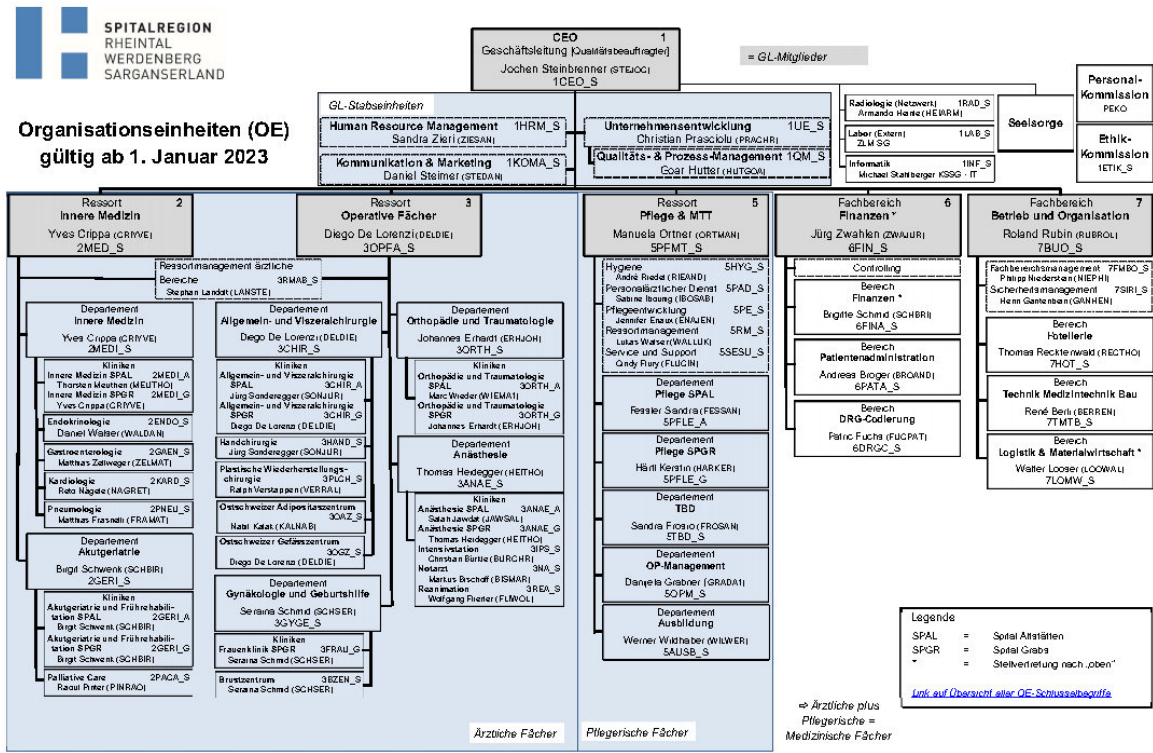 SPITALREGION
RHEINTAL
WERDENBERG
SARGANSERLAND
Organisationseinheiten (OE)
gültig ab 1. Januar 2023
CEO 1
Geschäftsleitung [Qualitätsbeauftragter]
Jochen Steinbrenner (STEJOC)
1CEO_S
= GL-Mitglieder
GL-Stabseinheiten
Human Resource Management 1HRM_S
Sandra Zieri (ZIESAN)
Kommunikation & Marketing 1KOMA_S
Daniel Steimer (STEDAN)
Unternehmensentwicklung 1UE_S
Christian Prasciolu (PRACHR)
Qualitäts- & Prozess-Management 1QM_S
Goar Hutter (HUTGOA)
Radiologie (Netzwerk) 1RAD_S
Armando Heinle (HEIARM)
Labor (Extern) 1LAB_S
ZLMSG
Informatik 1INF_S
Michael Stahlberger KSSG - IT
Seelsorge
Personal-
Kommission
PEKO
Ethik-
Kommission
1ETIK_S
Ressort 2
Innere Medizin
Yves Crippa (CRIYVE)
2MED_S
Ressort 3
Operative Fächer
Diego De Lorenzi (DELDIE)
3OPFA_S
Ressort 5
Pflege & MTT
Manuela Ortner (ORTMAN)
5PFMT_S
Fachbereich 6
Finanzen *
Jürg Zwahlen (ZWAJUR)
6FIN_S
Fachbereich 7
Betrieb und Organisation
Roland Rubin (RUBROL)
7BUO_S
Ressortmanagement ärztliche
Bereiche 3RMAB_S
Stephan Landolt (LANSTE)
Departement
Innere Medizin
Yves Crippa (CRIYVE)
2MEDI_S
Kliniken
Innere Medizin SPAL 2MEDI_A
Thorsten Meuthen (MEUTHO)
Innere Medizin SPGR 2MEDI_G
Yves Crippa (CRIYVE)
Endokrinologie 2ENDO_S
Daniel Walser (WALDAN)
Gastroenterologie 2GAEN_S
Matthias Zellweger (ZELMAT)
Kardiologie 2KARD_S
Reto Nägele (NAGRET)
Pneumologie 2PNEU_S
Matthias Frasnelli (FRAMAT)
Departement
Akutgeriatrie
Birgit Schwenk (SCHBIR)
2GERI_S
Kliniken
Akutgeriatrie und Frührehabili-
tation SPAL 2GERI_A
Birgit Schwenk (SCHBIR)
Akutgeriatrie und Frührehabili-
tation SPGR 2GERI_G
Birgit Schwenk (SCHBIR)
Palliative Care 2PACA_S
Raoul Pinter (PINRAO)
Departement
Allgemein- und Viszeralchirurgie
Diego De Lorenzi (DELDIE)
3CHIR_S
Kliniken
Allgemein- und Viszeralchirurgie
SPAL 3CHIR_A
Jürg Sonderegger (SONJUR)
Allgemein- und Viszeralchirurgie
SPGR 3CHIR_G
Diego De Lorenzi (DELDIE)
Handchirurgie 3HAND_S
Jürg Sonderegger (SONJUR)
Plastische Wiederherstellungs-
chirurgie 3PLCH_S
Ralph Verstappen (VERRAL)
Ostschweizer Adipositaszentrum
3OAZ_S
Nabil Kalak (KALNAB)
Ostschweizer Gefässzentrum
3OGZ_S
Diego De Lorenzi (DELDIE)
Departement
Gynäkologie und Geburtshilfe
Seraina Schmid (SCHSER)
3GYGE_S
Kliniken
Frauenklinik SPGR 3FRAU_G
Seraina Schmid (SCHSER)
Brustzentrum 3BZEN_S
Seraina Schmid (SCHSER)
Departement
Orthopädie und Traumatologie
Johannes Erhardt (ERHJOH)
3ORTH_S
Kliniken
Orthopädie und Traumatologie
SPAL 3ORTH_A
Marc Wieder (WIEMA1)
Orthopädie und Traumatologie
SPGR 3ORTH_G
Johannes Erhardt (ERHJOH)
Departement
Anästhesie
Thomas Heidegger (HEITHO)
3ANAE_S
Kliniken
Anästhesie SPAL 3ANAE_A
Salah Jawdat (JAWSAL)
Anästhesie SPGR 3ANAE_G
Thomas Heidegger (HEITHO)
Intensivstation 3IPS_S
Christian Bürkle (BURCHR)
Notarzt 3NA_S
Markus Bischoff (BISMAR)
Reanimation 3REA_S
Wolfgang Flierler (FLIWOL)
Hygiene 5HYG_S
André Riedel (RIEAND)
Personalärztlicher Dienst 5PAD_S
Sabine Iboung (IBOSAB)
Pflegeentwicklung 5PE_S
Jennifer Enaux (ENAJEN)
Ressortmanagement 5RM_S
Lukas Walser (WALLUK)
Service und Support 5SESU_S
Cindy Flury (FLUCIN)
Departement
Pflege SPAL
Fessler Sandra (FESSAN)
5PFLE_A
Departement
Pflege SPGR
Härtl Kerstin (HARKER)
5PFLE_G
Departement
TBD
Sandra Frosio (FROSAN)
5TBD_S
Departement
OP-Management
Danijela Grabner (GRADA1)
5OPM_S
Departement
Ausbildung
Werner Wildhaber (WILWER)
5AUSB_S
Controlling
Bereich
Finanzen *
Brigitte Schmid (SCHBRI)
6FINA_S
Bereich
Patientenadministration
Andreas Broger (BROAND)
6PATA_S
Bereich
DRG-Codierung
Patric Fuchs (FUCPAT)
6DRGC_S
Fachbereichsmanagement 7FMBO_S
Philipp Niederstein (NIEPHI)
Sicherheitsmanagement 7SIRI_S
Henri Gantenbein (GANHEN)
Bereich
Hotellerie
Thomas Recktenwald (RECTHO)
7HOT_S
Bereich
Technik Medizintechnik Bau
René Berli (BERREN)
7TMTB_S
Bereich
Logistik & Materialwirtschaft *
Walter Looser (LOOWAL)
7LOMW_S
Legende
SPAL = Spital Altstätten
SPGR = Spital Grabs
* = Stellvertretung nach „oben"
Link auf Übersicht aller OE-Schlüsselbegriffe
Ärztliche Fächer
Pflegerische Fächer
⇨ Ärztliche plus
Pflegerische =
Medizinische Fächer